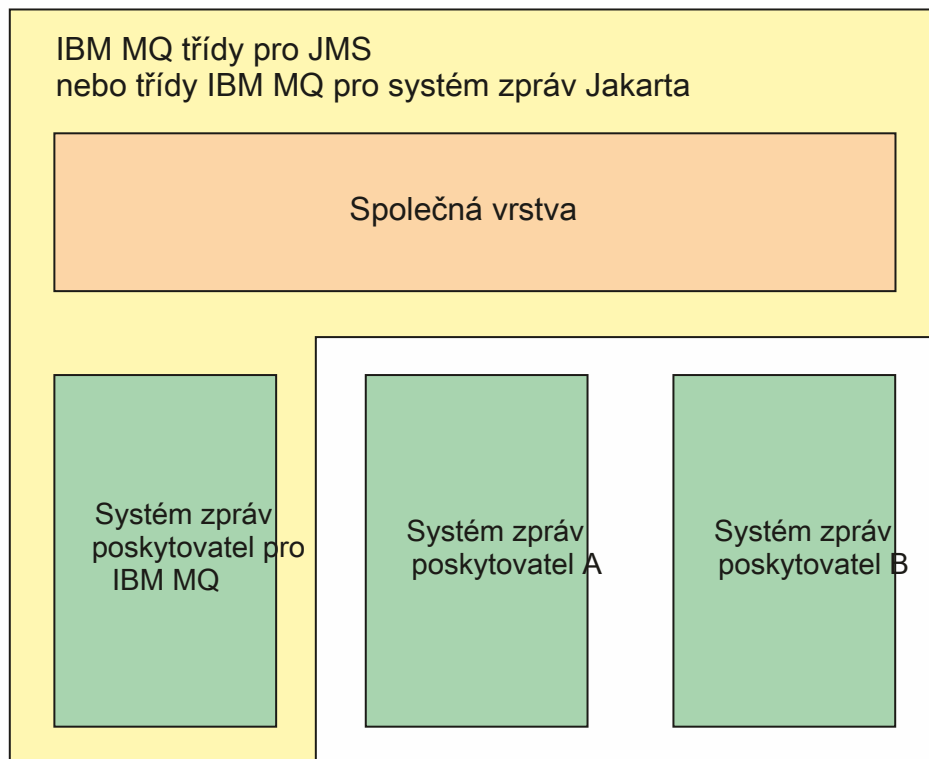 IBM MQ třídy pro JMS
nebo třídy IBM MQ pro systém zpráv Jakarta
Společná vrstva
Systém zpráv
poskytovatel pro
IBM MQ
Systém zpráv
poskytovatel A
Systém zpráv
poskytovatel B